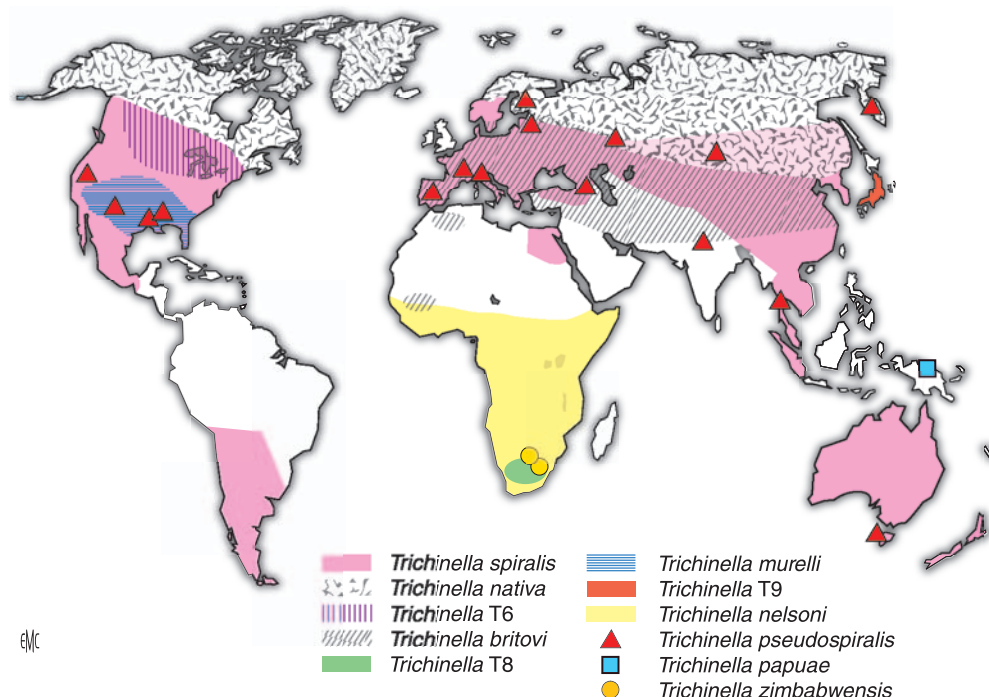 Trichinella spiralis
Trichinella nativa
Trichinella T6
Trichinella britovi
Trichinella T8
Trichinella murelli
Trichinella T9
Trichinella nelsoni
Trichinella pseudospiralis
Trichinella papuae
Trichinella zimbabwensis
EMC